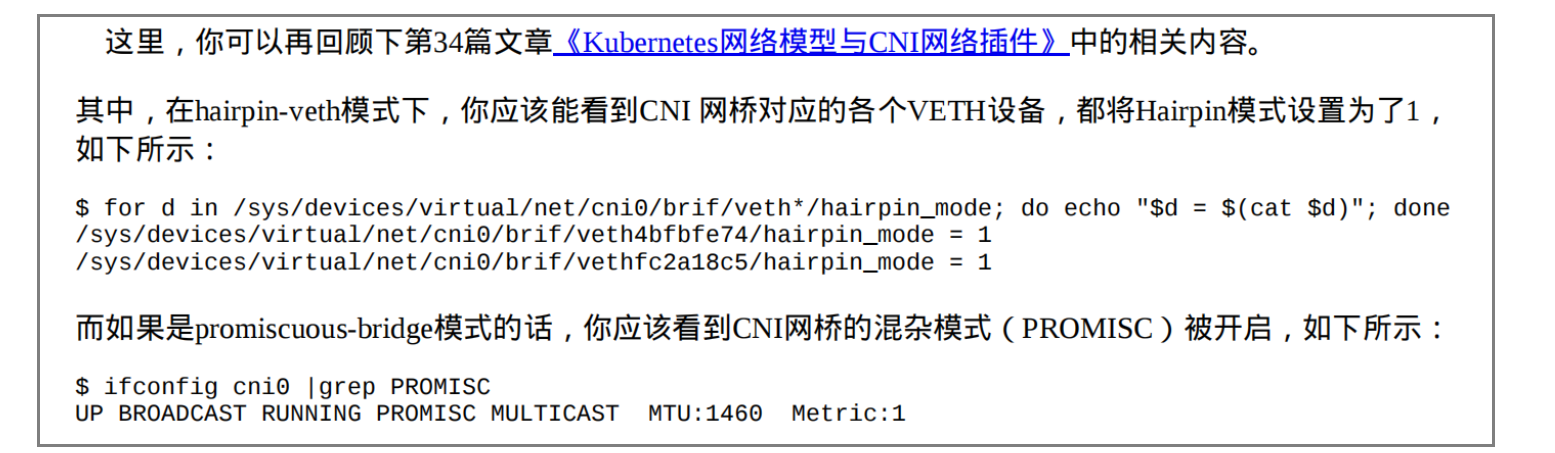 这里，你可以再回顾下第34篇文章《Kubernetes网络模型与CNI网络插件》中的相关内容。
其中，在hairpin-veth模式下，你应该能看到CNI 网桥对应的各个VETH设备，都将Hairpin模式设置为了1，
如下所示：
$ for d in /sys/devices/virtual/net/cni0/brif/veth*/hairpin_mode; do echo "$d = $(cat $d)"; done
/sys/devices/virtual/net/cni0/brif/veth4bfbfe74/hairpin_mode = 1
/sys/devices/virtual/net/cni0/brif/vethfc2a18c5/hairpin_mode = 1
而如果是promiscuous-bridge模式的话，你应该看到CNI网桥的混杂模式（PROMISC）被开启，如下所示：
$ ifconfig cni0 |grep PROMISC
UP BROADCAST RUNNING PROMISC MULTICAST  MTU:1460  Metric:1